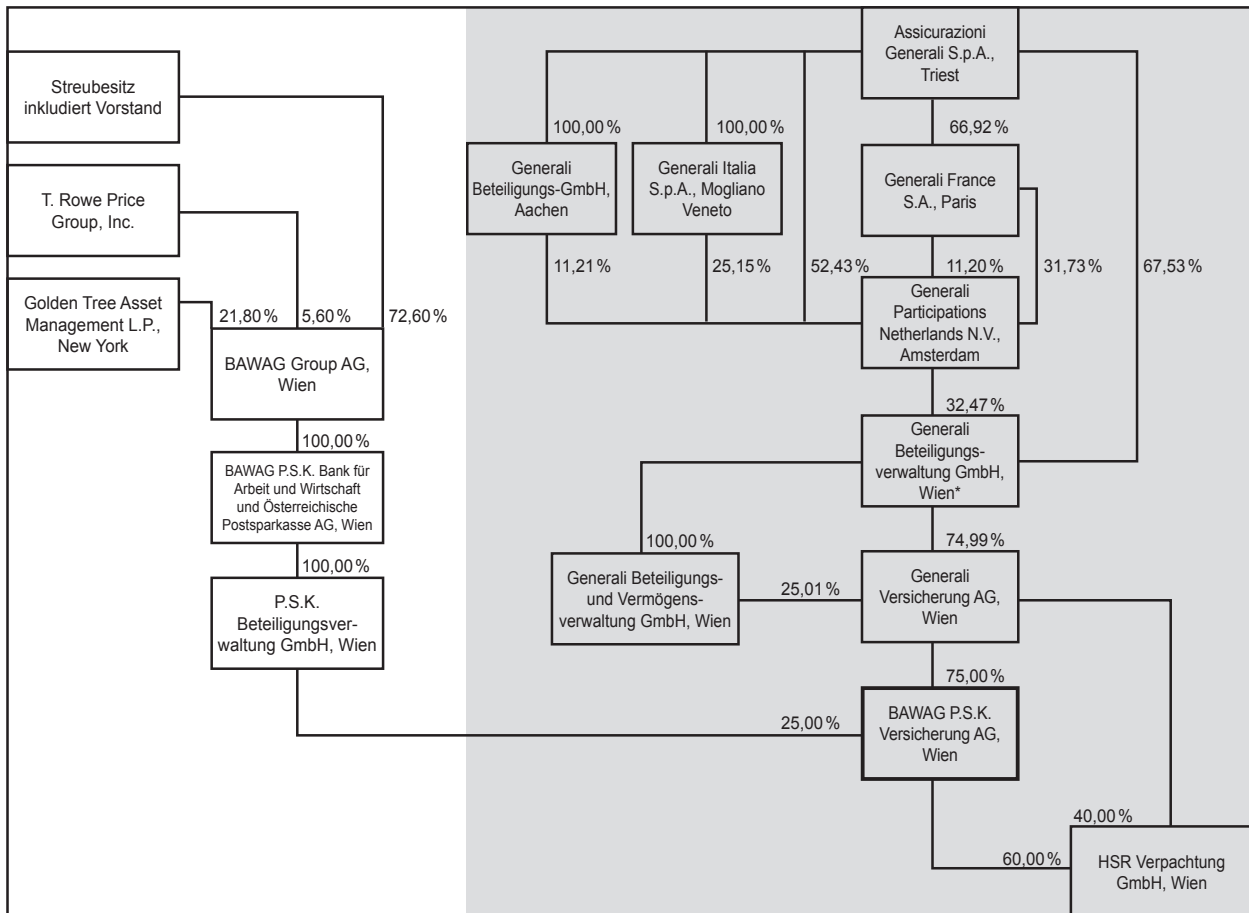 Assicurazioni
Generali S.p.A.,
Triest
Streubesitz
inkludiert Vorstand
100,00 %
100,00 %
66,92 %
Generali
Beteiligungs-GmbH,
Aachen
Generali Italia
S.p.A., Mogliano
Veneto
Generali France
S.A., Paris
T. Rowe Price
Group, Inc.
11,21 %
25,15 %
52,43 %
11,20 %
31,73 %
67,53 %
Golden Tree Asset
Management L.P.,
New York
21,80 %
5,60 %
72,60 %
Generali
Participations
Netherlands N.V.,
Amsterdam
BAWAG Group AG,
Wien
32,47 %
100,00 %
Generali
Beteiligungs-
verwaltung GmbH,
Wien*
BAWAG P.S.K. Bank für
Arbeit und Wirtschaft
und Österreichische
Postsparkasse AG, Wien
100,00 %
100,00 %
74,99 %
Generali Beteiligungs-
und Vermögens-
verwaltung GmbH, Wien
25,01 %
Generali
Versicherung AG,
Wien
P.S.K.
Beteiligungsver-
waltung GmbH, Wien
75,00 %
25,00 %
BAWAG P.S.K.
Versicherung AG,
Wien
40,00 %
60,00 %
HSR Verpachtung
GmbH, Wien